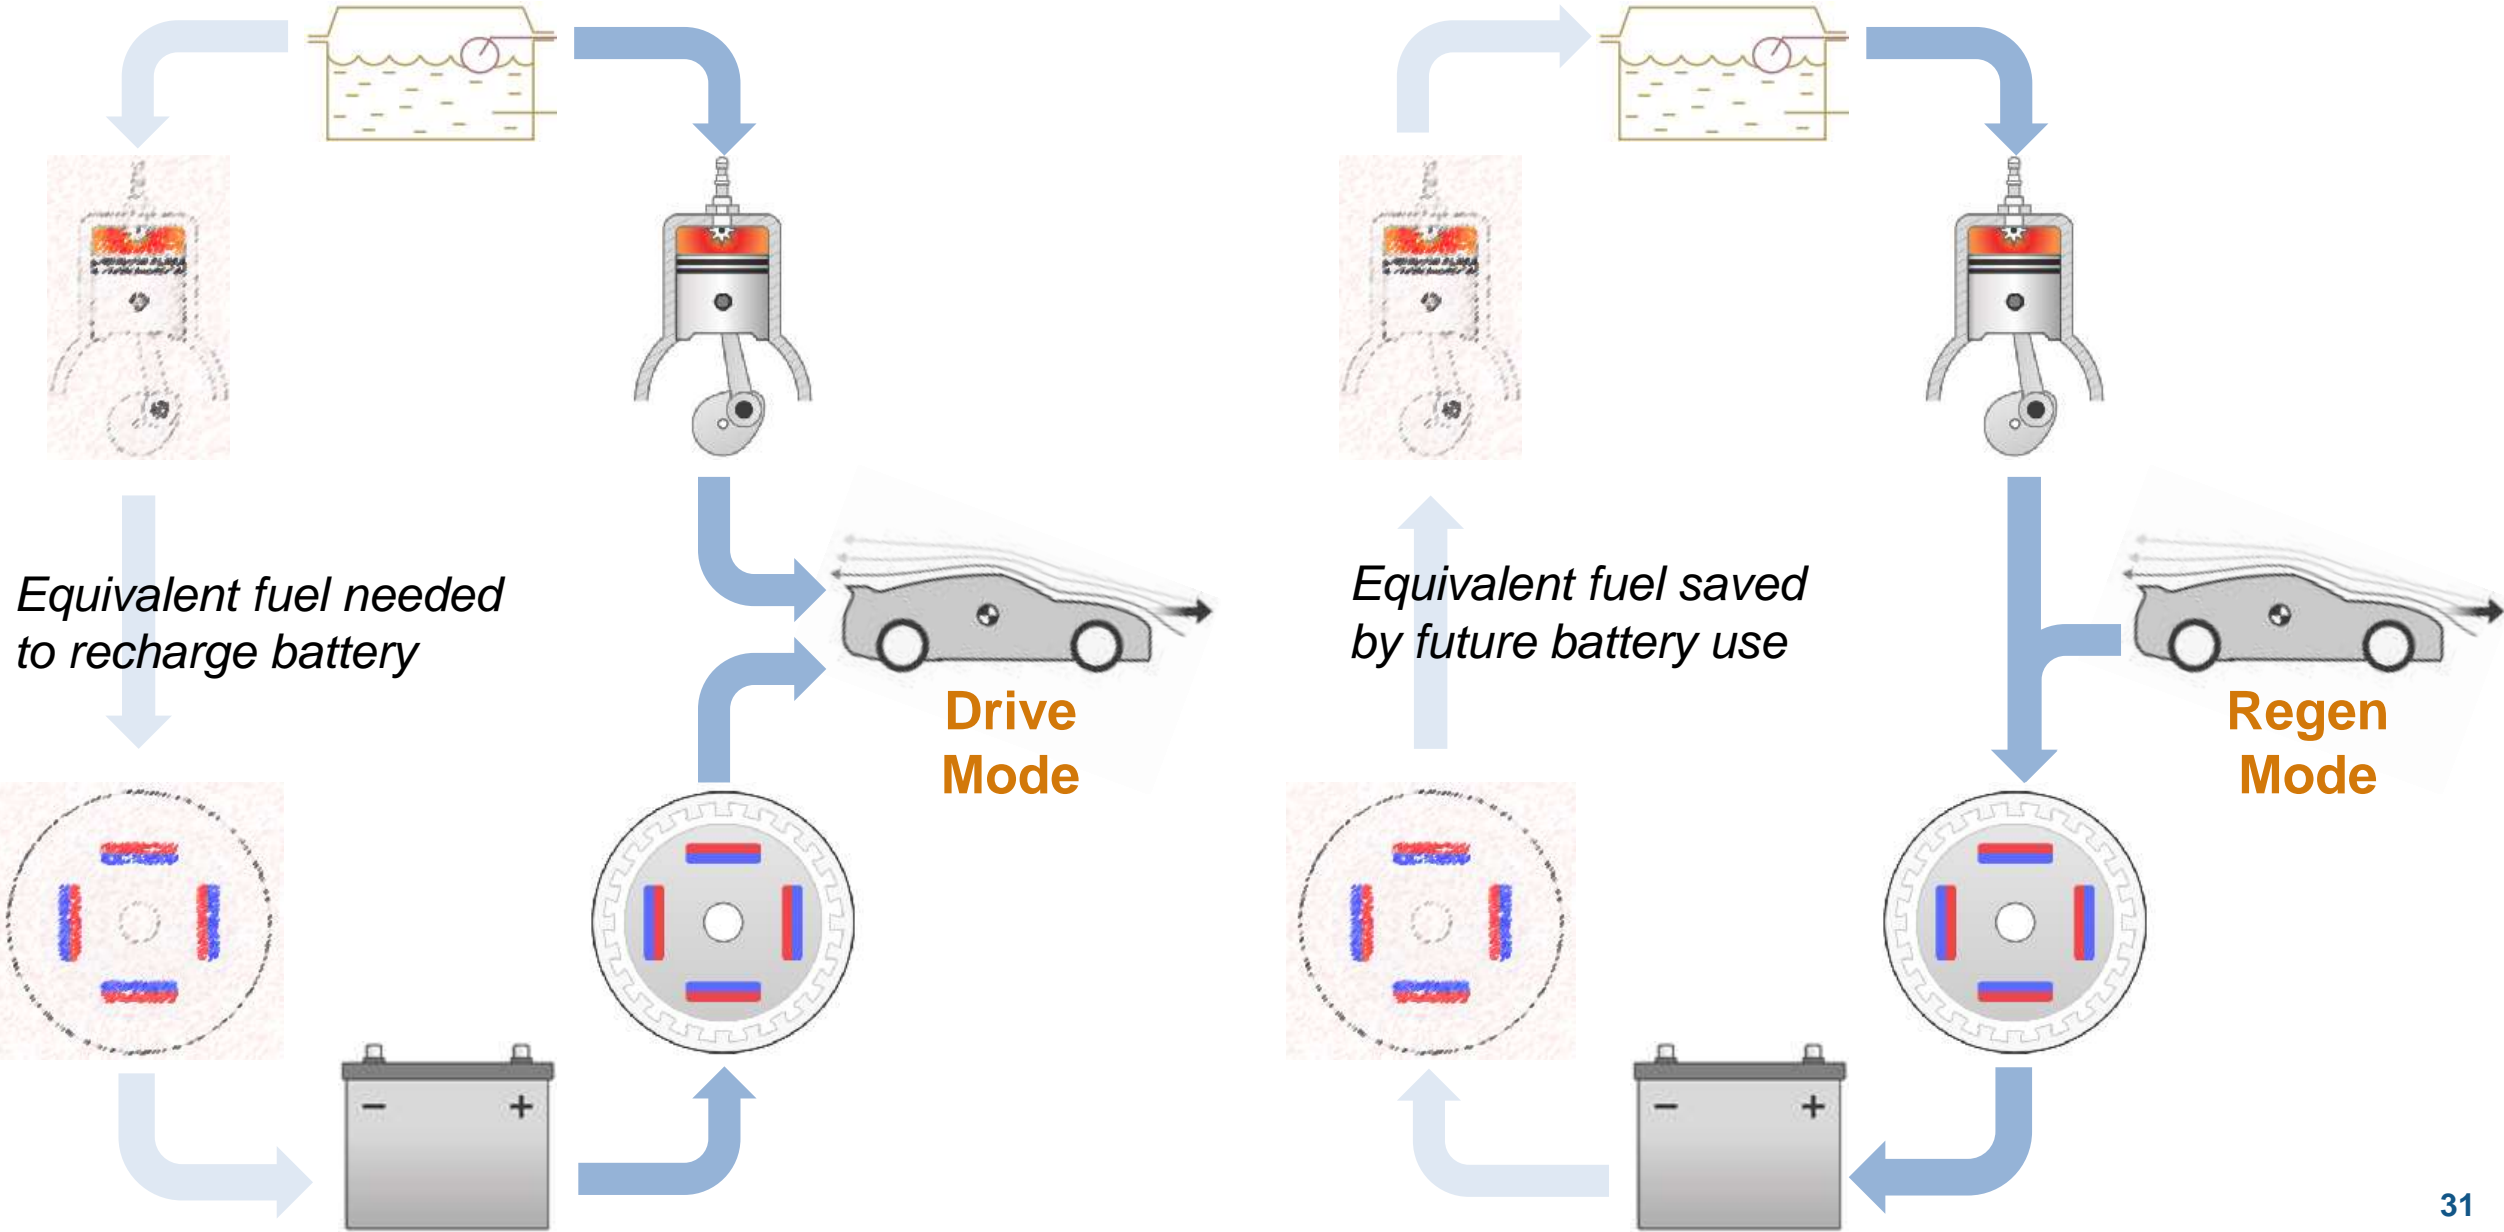 Equivalent fuel needed
to recharge battery
Drive
Mode
− +
Equivalent fuel saved
by future battery use
Regen
Mode
− +
31